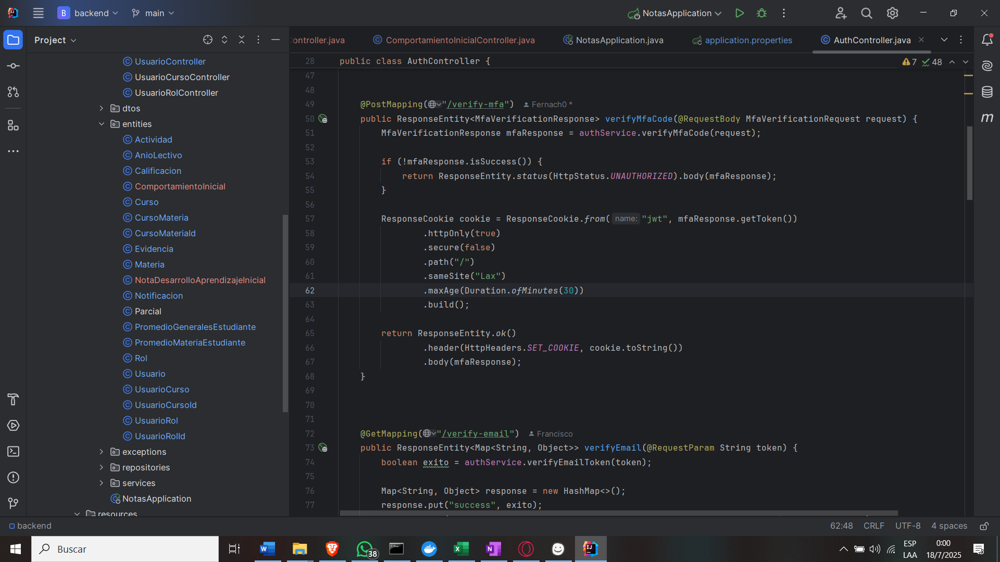 B backend main NotasApplication
Project
ontroller.java ComportamientoInicialController.java NotasApplication.java application.properties AuthController.java
UsuarioController
UsuarioCursoController
UsuarioRolController
dtos
entities
Actividad
AnioLectivo
Calificacion
ComportamientoInicial
Curso
CursoMateria
CursoMateriaId
Evidencia
Materia
NotaDesarrolloAprendizajeInicial
Notificacion
Parcial
PromedioGeneralesEstudiante
PromedioMateriaEstudiante
Rol
Usuario
UsuarioCurso
UsuarioCursoId
UsuarioRol
UsuarioRolId
exceptions
repositories
services
NotasApplication
resources
28 public class AuthController {
7 48
47
48
49 @PostMapping("/verify-mfa") Fernach0 *
50 public ResponseEntity<MfaVerificationResponse> verifyMfaCode(@RequestBody MfaVerificationRequest request) {
51 MfaVerificationResponse mfaResponse = authService.verifyMfaCode(request);
52
53 if (!mfaResponse.isSuccess()) {
54 return ResponseEntity.status(HttpStatus.UNAUTHORIZED).body(mfaResponse);
55 }
56
57 ResponseCookie cookie = ResponseCookie.from( name: "jwt", mfaResponse.getToken())
58 .httpOnly(true)
59 .secure(false)
60 .path("/")
61 .sameSite("Lax")
62 .maxAge(Duration.ofMinutes(30))
63 .build();
64
65 return ResponseEntity.ok()
66 .header(HttpHeaders.SET_COOKIE, cookie.toString())
67 .body(mfaResponse);
68 }
69
70
71
72 @GetMapping("/verify-email") Francisco
73 public ResponseEntity<Map<String, Object>> verifyEmail(@RequestParam String token) {
74 boolean exito = authService.verifyEmailToken(token);
75
76 Map<String, Object> response = new HashMap<>();
77 response.put("success", exito);
backend
62:48 CRLF UTF-8 4 spaces
Buscar
38
ESP
LAA
0:00
18/7/2025